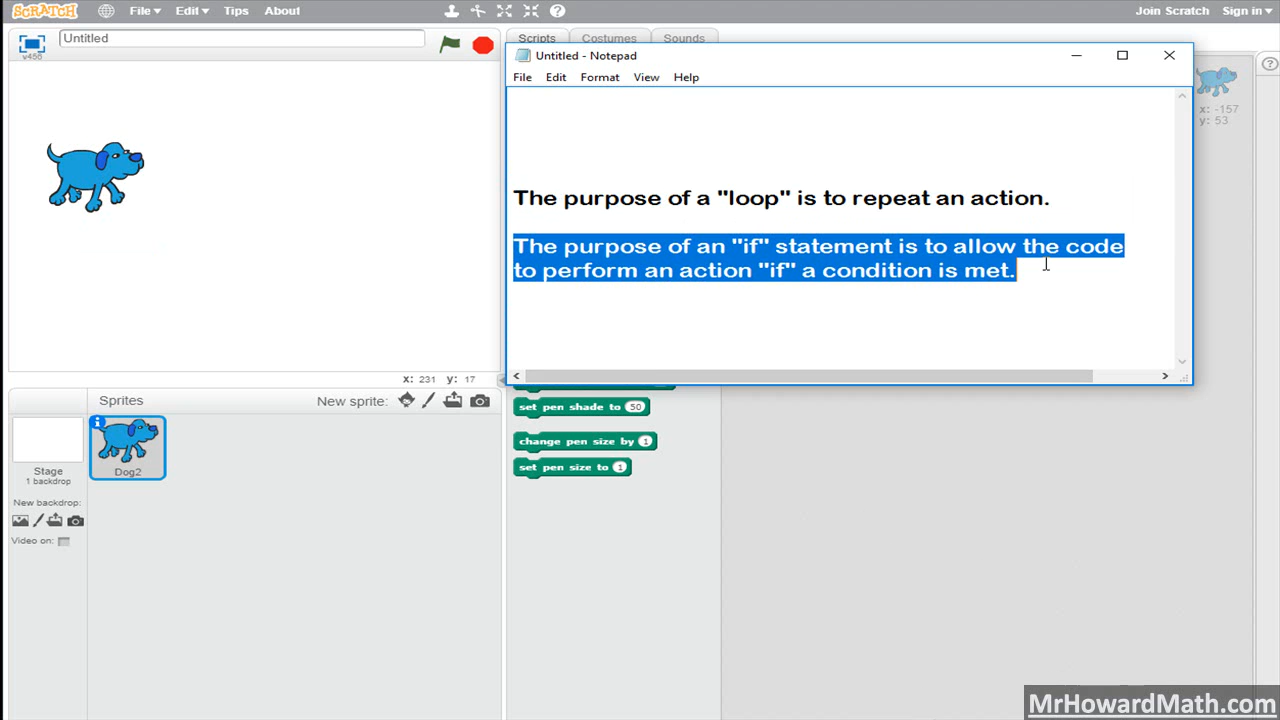 SCRATCH File Edit Tips About Join Scratch Sign in
Untitled
v456
Scripts Costumes Sounds
Untitled - Notepad
File Edit Format View Help
The purpose of a "loop" is to repeat an action.
The purpose of an "if" statement is to allow the code
to perform an action "if" a condition is met.
x: -157
y: 53
x: 231 y: 17
Sprites New sprite:
Stage
1 backdrop
New backdrop:
Video on:
Dog2
set pen shade to 50
change pen size by 1
set pen size to 1
MrHowardMath.com